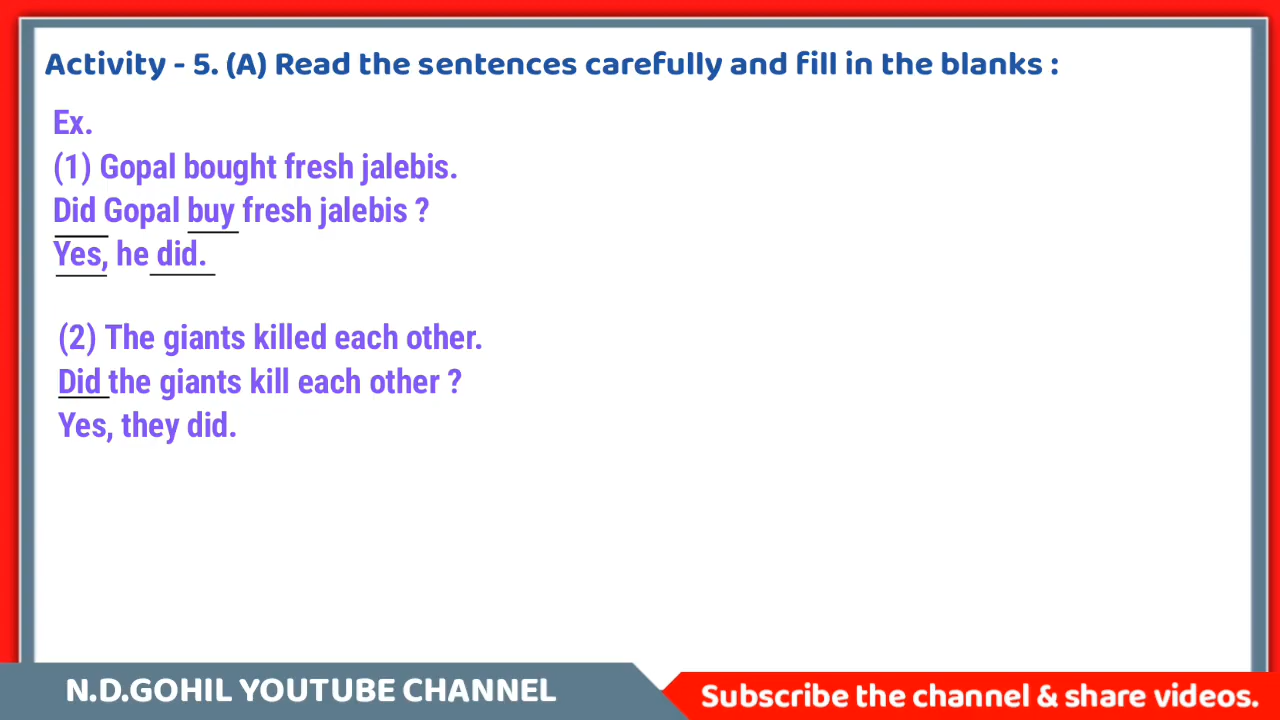 Activity - 5. (A) Read the sentences carefully and fill in the blanks :
Ex.
(1) Gopal bought fresh jalebis.
Did Gopal buy fresh jalebis ?
Yes, he did.
(2) The giants killed each other.
Did the giants kill each other ?
Yes, they did.
N.D.GOHIL YOUTUBE CHANNEL
Subscribe the channel & share videos.